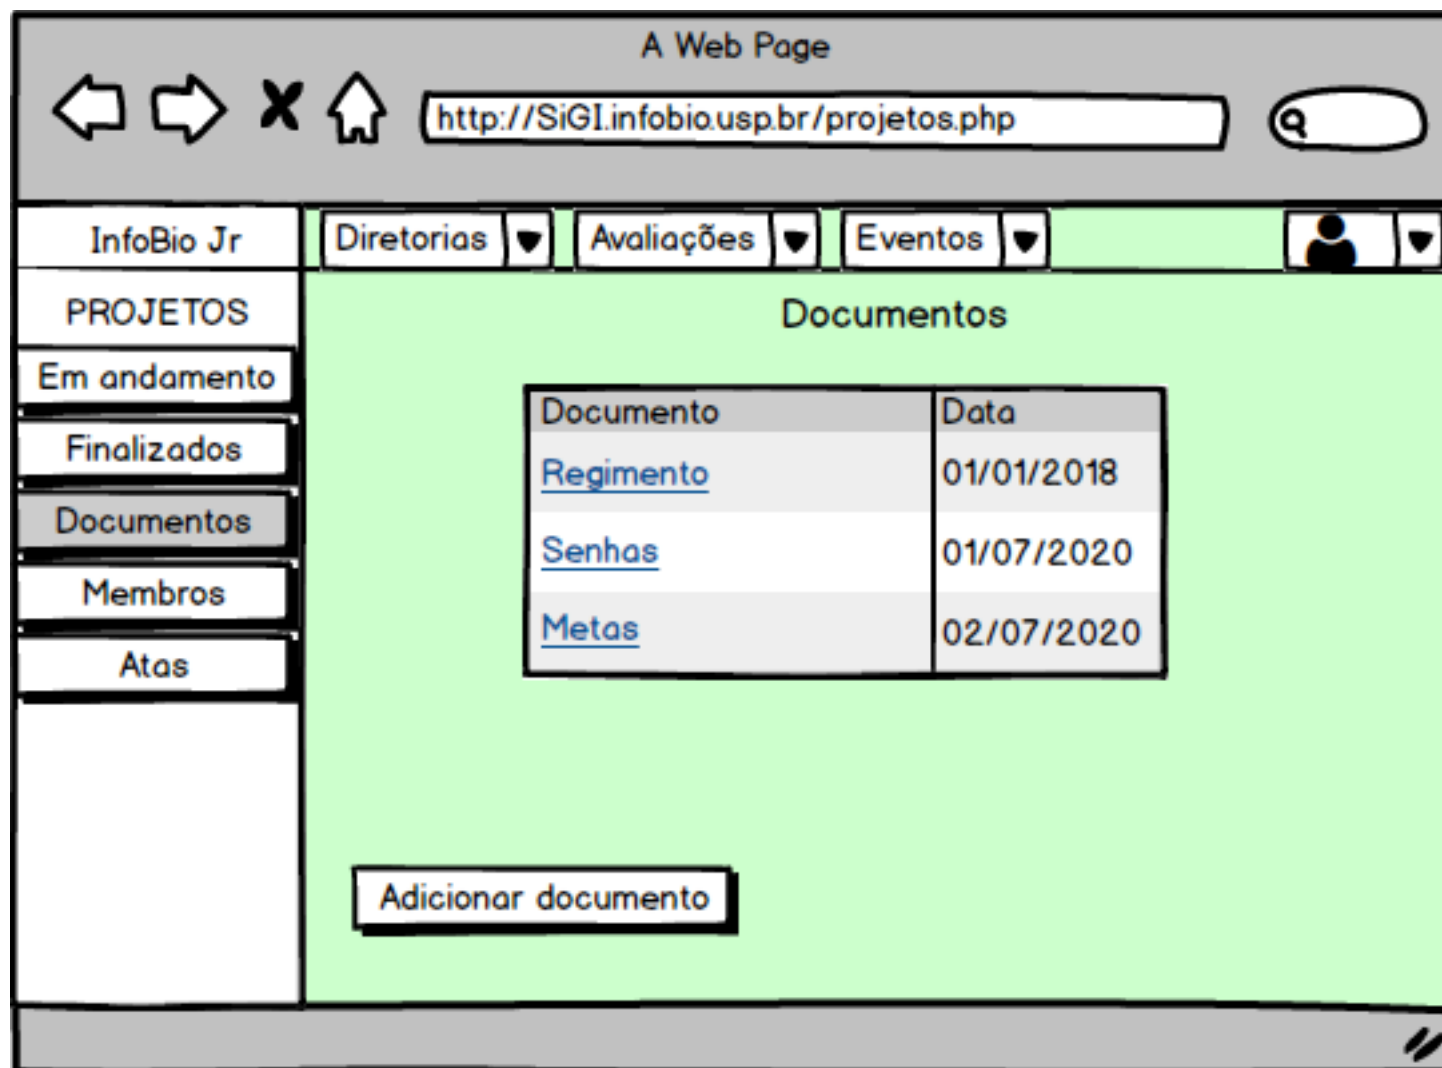 A Web Page
http://SiGI.infobio.usp.br/projetos.php
InfoBio Jr
Diretorias
Avaliações
Eventos
PROJETOS
Em andamento
Finalizados
Documentos
Membros
Atas
Documentos
Documento Data
Regimento 01/01/2018
Senhas 01/07/2020
Metas 02/07/2020
Adicionar documento